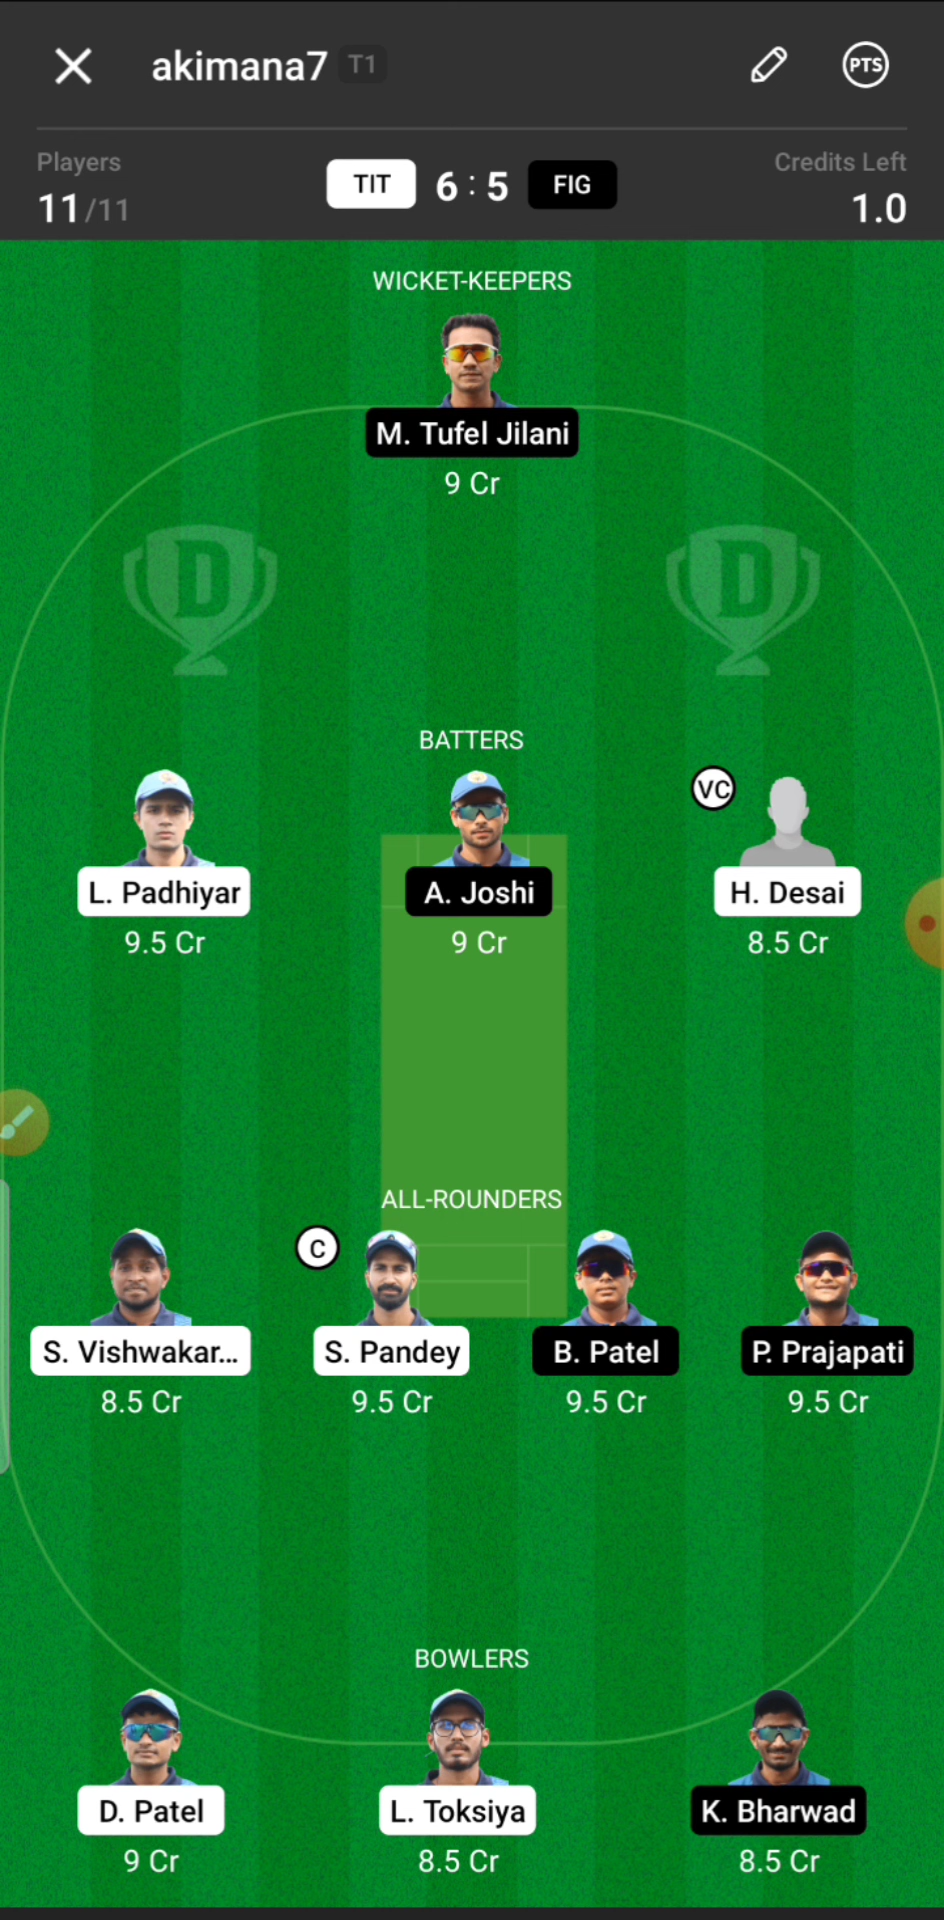 akimana7 T1
PTS
Players
Credits Left
11/11
TIT 6 : 5 FIG
1.0
WICKET-KEEPERS
M. Tufel Jilani
9 Cr
D D
BATTERS
VC
L. Padhiyar A. Joshi H. Desai
9.5 Cr 9 Cr 8.5 Cr
ALL-ROUNDERS
C
S. Vishwakar... S. Pandey B. Patel P. Prajapati
8.5 Cr 9.5 Cr 9.5 Cr 9.5 Cr
BOWLERS
D. Patel L. Toksiya K. Bharwad
9 Cr 8.5 Cr 8.5 Cr